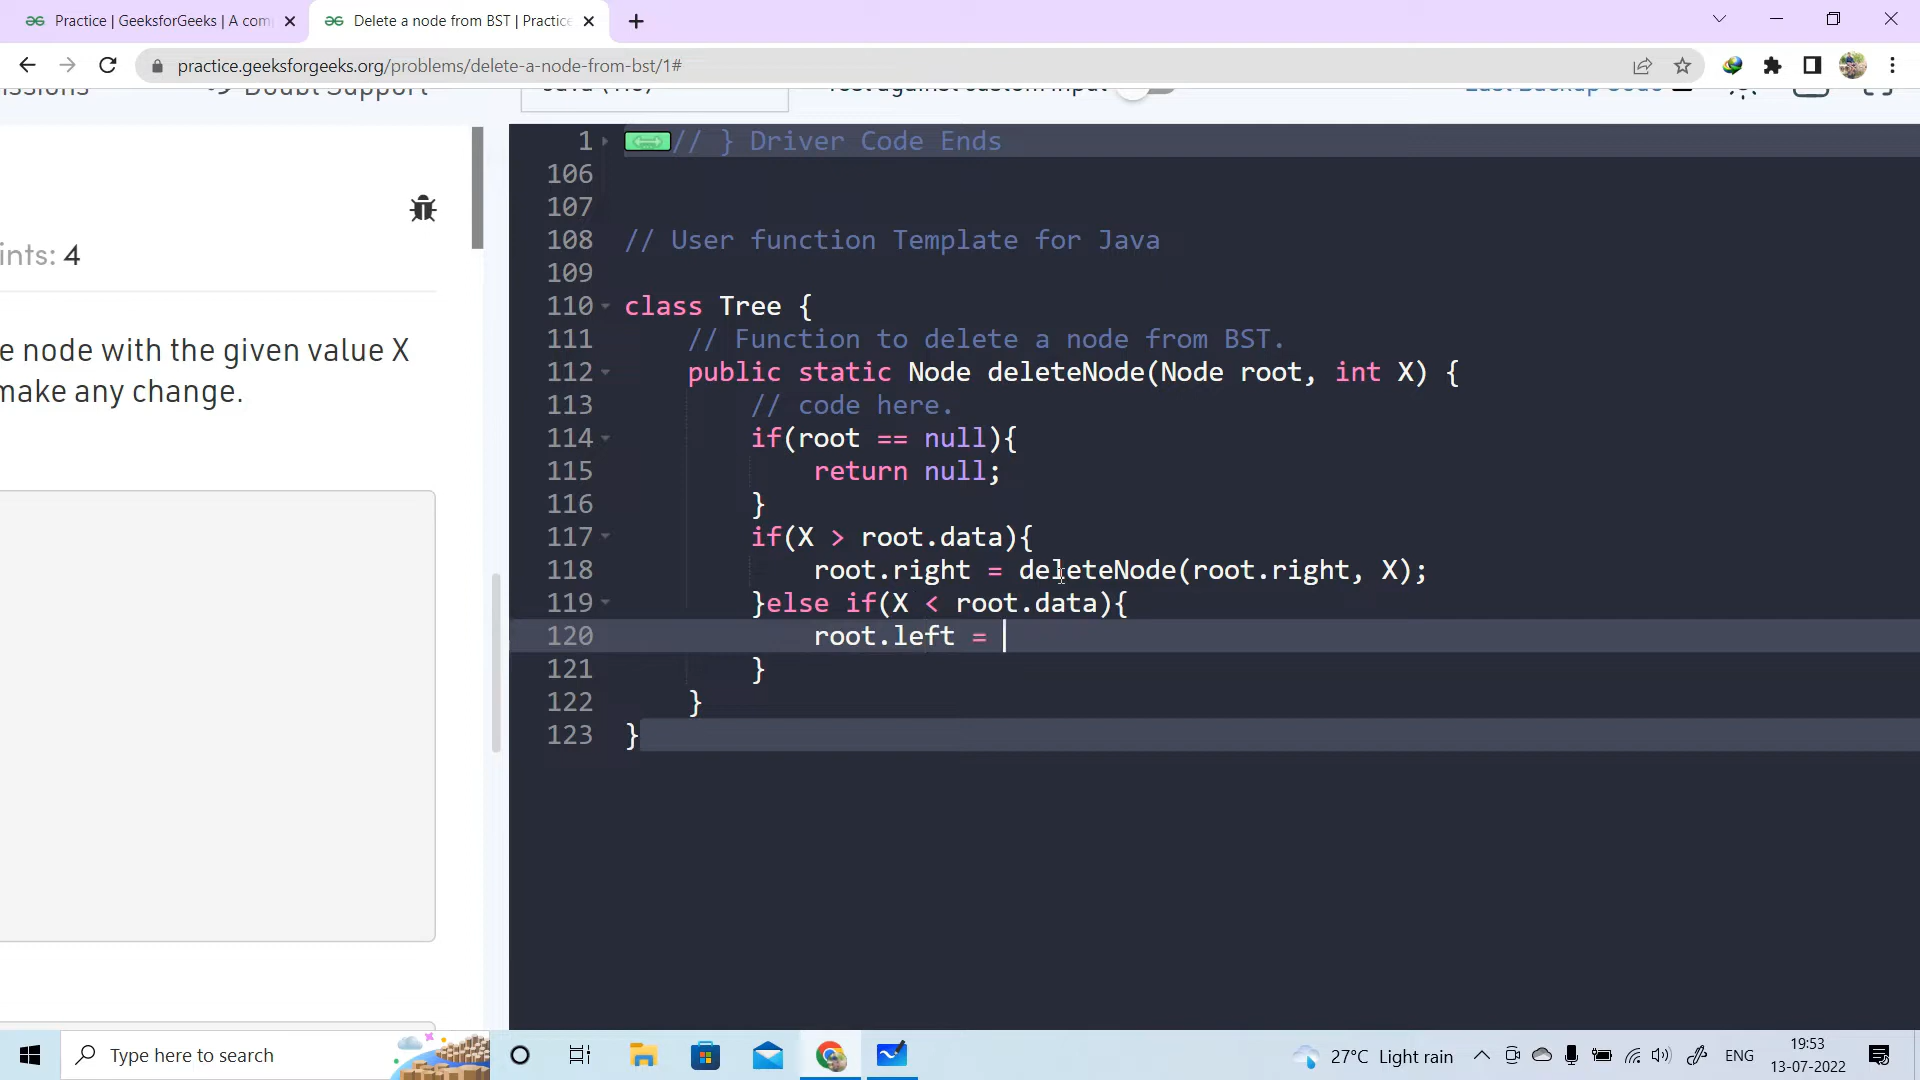 Practice | GeeksforGeeks | A com
Delete a node from BST | Practice
practice.geeksforgeeks.org/problems/delete-a-node-from-bst/1#
ints: 4
e node with the given value X
make any change.
1 // } Driver Code Ends
106
107
108 // User function Template for Java
109
110 class Tree {
111 // Function to delete a node from BST.
112 public static Node deleteNode(Node root, int X) {
113 // code here.
114 if(root == null){
115 return null;
116 }
117 if(X > root.data){
118 root.right = deleteNode(root.right, X);
119 }else if(X < root.data){
120 root.left =
121 }
122 }
123 }
Type here to search
27°C Light rain
ENG
19:53
13-07-2022